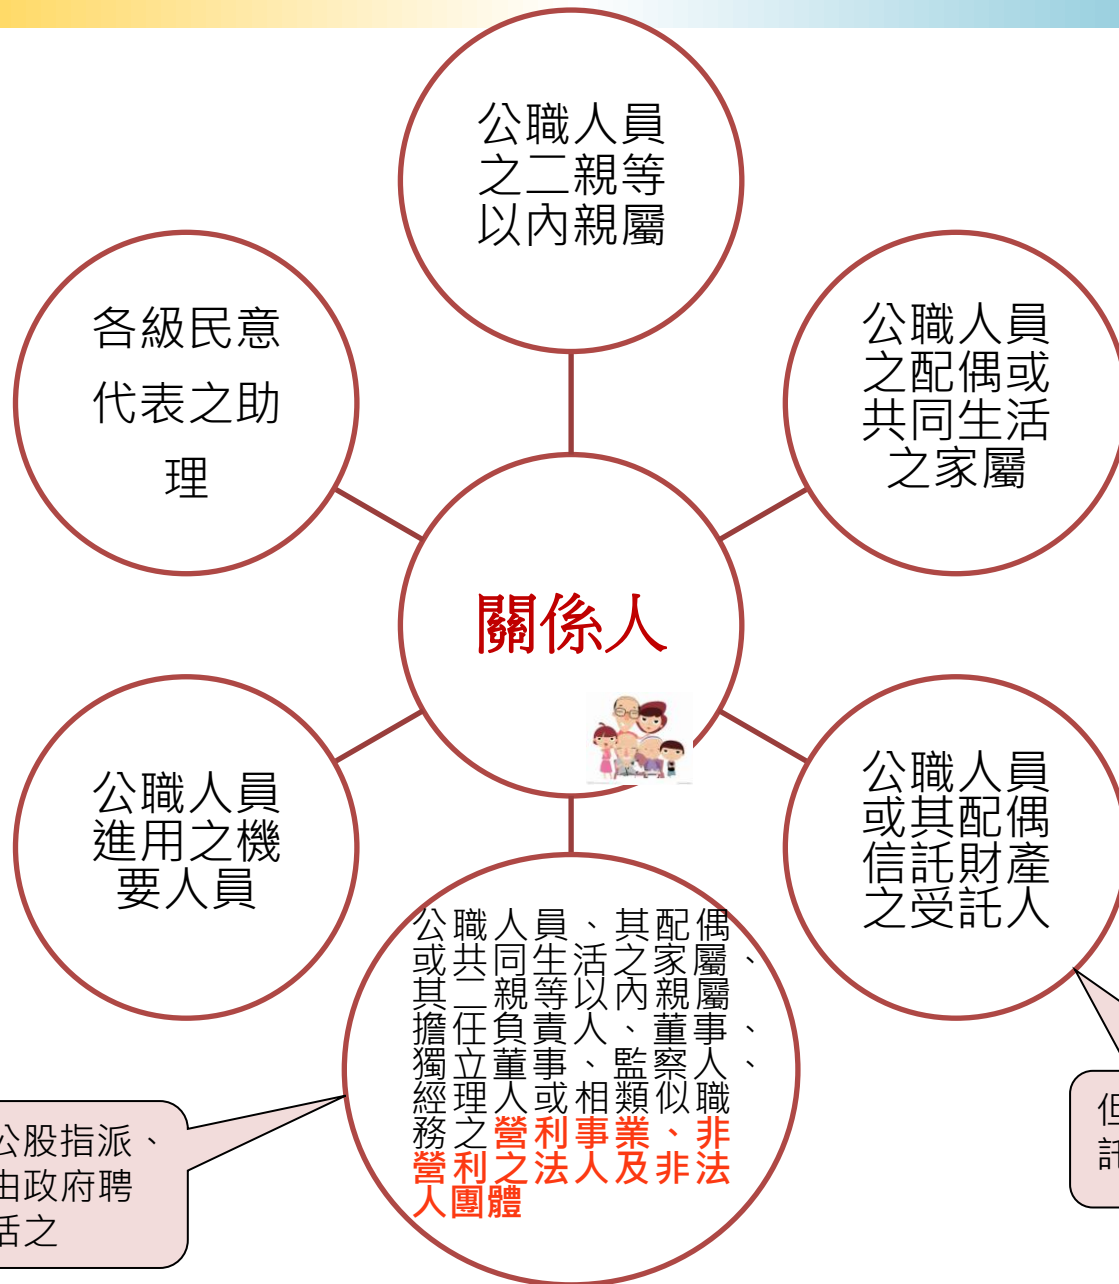 公職人員
之二親等
以內親屬
各級民意
代表之助
理
公職人員
之配偶或
共同生活
之家屬
關係人
公職人員
進用之機
要人員
公職人員
或其配偶
信託財產
之受託人
公職人員、其配偶
或共同生活之家屬、
其二親等以內親屬
擔任負責人、董事、
獨立董事、監察人、
經理人或相類似職
務之營利事業、非
營利之法人及非法
人團體
公股指派、
由政府聘
括之
但
託